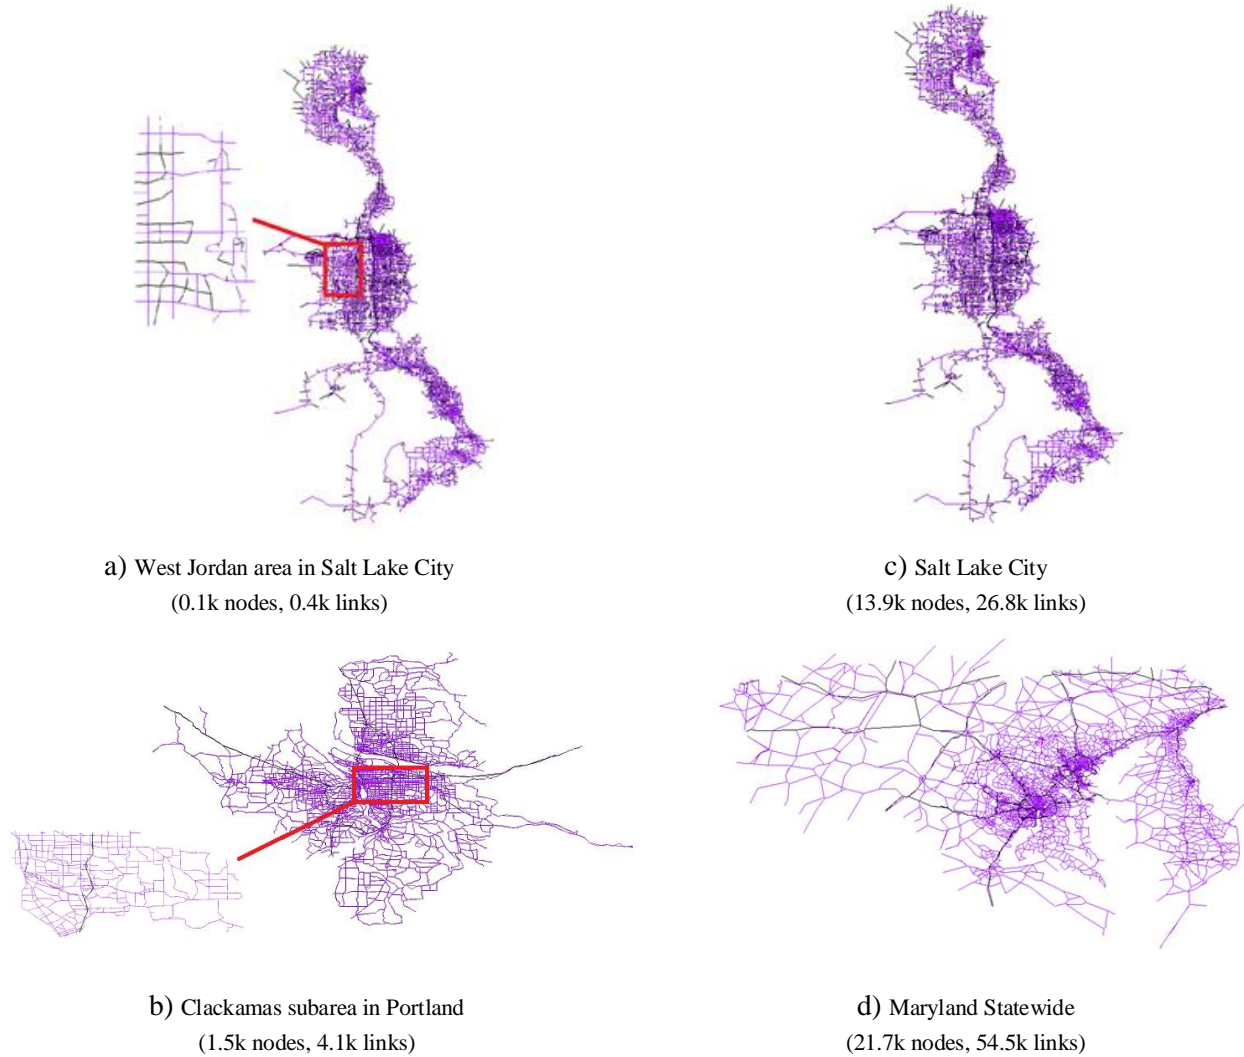 a) West Jordan area in Salt Lake City
(0.1k nodes, 0.4k links)
c) Salt Lake City
(13.9k nodes, 26.8k links)
b) Clackamas subarea in Portland
(1.5k nodes, 4.1k links)
d) Maryland Statewide
(21.7k nodes, 54.5k links)